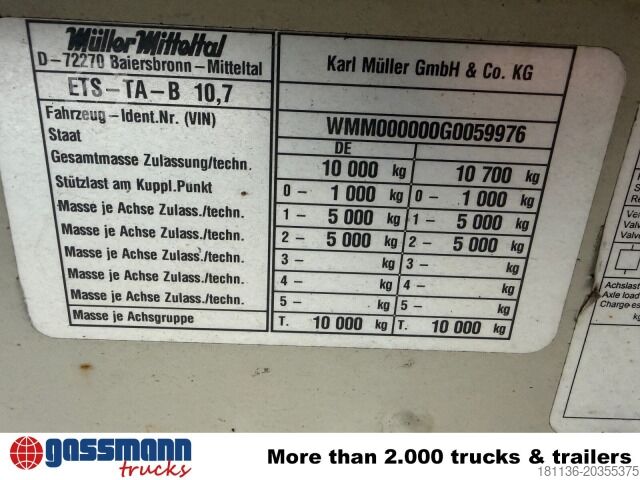 Müller Mitteltal
D-72270 Baiersbronn-Mitteltal
Karl Müller GmbH & Co. KG
ETS-TA-B 10,7
Fahrzeug-Ident.Nr. (VIN)
WMM000000G0059976
Staat
DE
Gesamtmasse Zulassung/techn.
10 000 kg 10 700 kg
Stützlast am Kuppl.Punkt
0- 1 000 kg 0- 1 000 kg
Masse je Achse Zulass./techn.
1- 5 000 kg 1- 5 000 kg
Masse je Achse Zulass./techn.
2- 5 000 kg 2- 5 000 kg
Masse je Achse Zulass./techn.
3- kg 3- kg
Masse je Achse Zulass./techn.
4- kg 4- kg
Masse je Achse Zulass./techn.
5- kg 5- kg
Masse je Achsgruppe
T. 10 000 kg T. 10 000 kg
Achslast
Axle load
Charge es
kg
gassmann
trucks
More than 2.000 trucks & trailers
181136-20355375